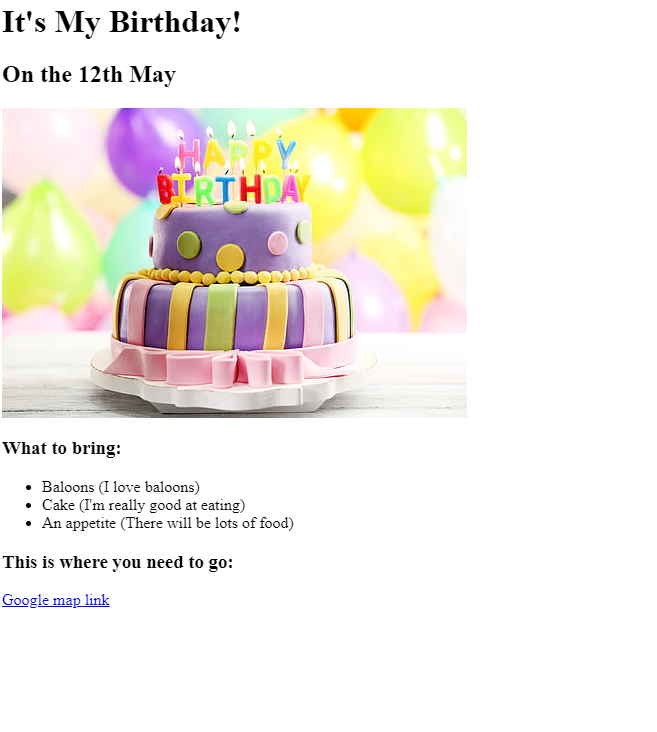 It's My Birthday!
On the 12th May
HAPPY
BIRTHDAY
What to bring:
Baloons (I love baloons)
Cake (I'm really good at eating)
An appetite (There will be lots of food)
This is where you need to go:
Google map link